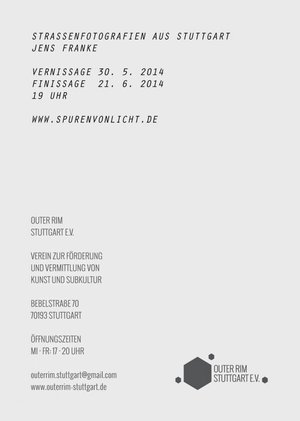 STRASSENFOTOGRAFIEN AUS STUTTGART
JENS FRANKE
VERNISSAGE 30. 5. 2014
FINISSAGE 21. 6. 2014
19 UHR
WWW.SPURENVONLICHT.DE
OUTER RIM
STUTTGART E.V.
VEREIN ZUR FÖRDERUNG
UND VERMITTLUNG VON
KUNST UND SUBKULTUR
BEBELSTRAßE 70
70193 STUTTGART
ÖFFNUNGSZEITEN
MI - FR: 17 - 20 UHR
outerrim.stuttgart@gmail.com
www.outerrim-stuttgart.de
OUTER RIM
STUTTGART E.V.